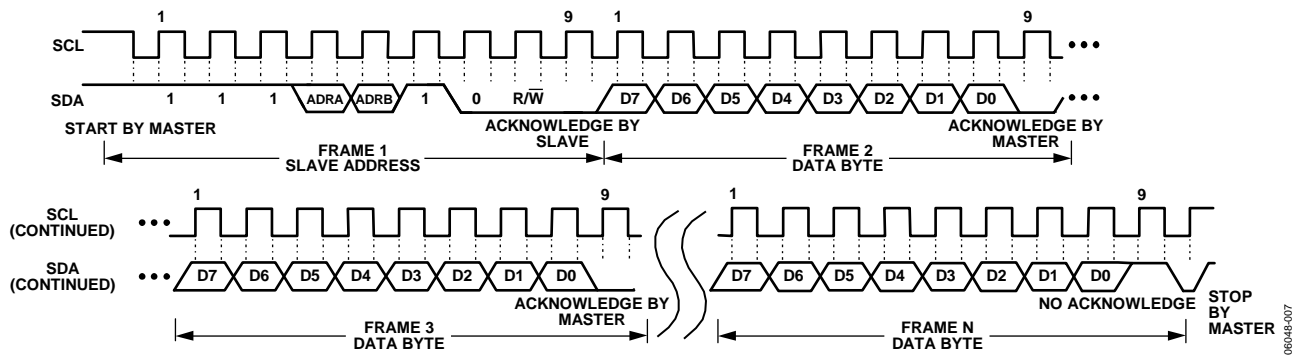 1 9 1 9
SCL
SDA 1 1 1 ADRA ADRB 1 0 R/W̅ D7 D6 D5 D4 D3 D2 D1 D0
START BY MASTER
ACKNOWLEDGE BY
SLAVE
ACKNOWLEDGE BY
MASTER
FRAME 1
SLAVE ADDRESS
FRAME 2
DATA BYTE
1 9 1 9
SCL
(CONTINUED)
SDA
(CONTINUED)
D7 D6 D5 D4 D3 D2 D1 D0
D7 D6 D5 D4 D3 D2 D1 D0
ACKNOWLEDGE BY
MASTER
NO ACKNOWLEDGE
STOP
BY
MASTER
FRAME 3
DATA BYTE
FRAME N
DATA BYTE
06048-007